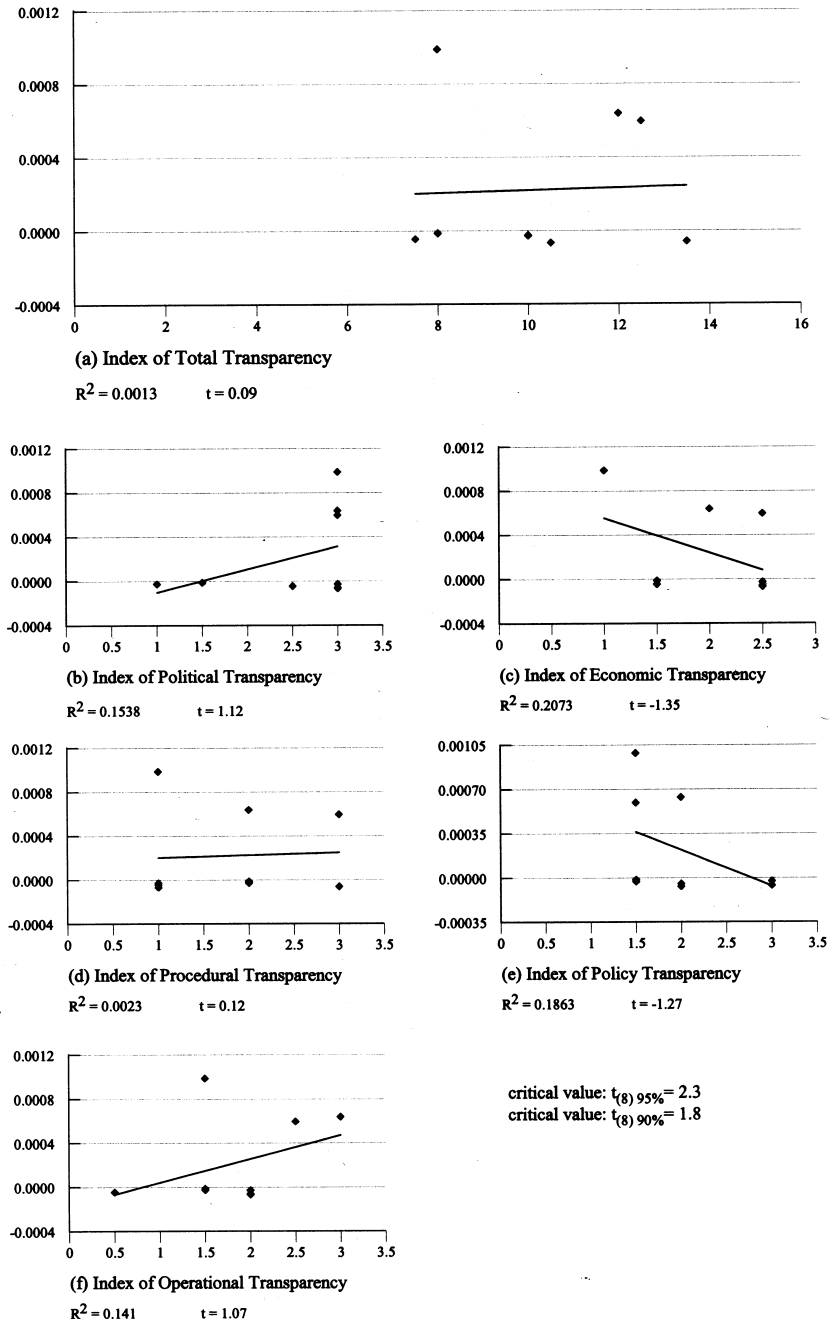 0.0012
0.0008
0.0004
0.0000
-0.0004
0 2 4 6 8 10 12 14 16
(a) Index of Total Transparency
R2 = 0.0013 t = 0.09
0.0012
0.0008
0.0004
0.0000
-0.0004
0 0.5 1 1.5 2 2.5 3 3.5
(b) Index of Political Transparency
R2 = 0.1538 t = 1.12
0.0012
0.0008
0.0004
0.0000
-0.0004
0 0.5 1 1.5 2 2.5 3
(c) Index of Economic Transparency
R2 = 0.2073 t = -1.35
0.0012
0.0008
0.0004
0.0000
-0.0004
0 0.5 1 1.5 2 2.5 3 3.5
(d) Index of Procedural Transparency
R2 = 0.0023 t = 0.12
0.00105
0.00070
0.00035
0.00000
-0.00035
0 0.5 1 1.5 2 2.5 3 3.5
(e) Index of Policy Transparency
R2 = 0.1863 t = -1.27
0.0012
0.0008
0.0004
0.0000
-0.0004
0 0.5 1 1.5 2 2.5 3 3.5
(f) Index of Operational Transparency
R2 = 0.141 t = 1.07
critical value: t(8) 95%= 2.3
critical value: t(8) 90%= 1.8